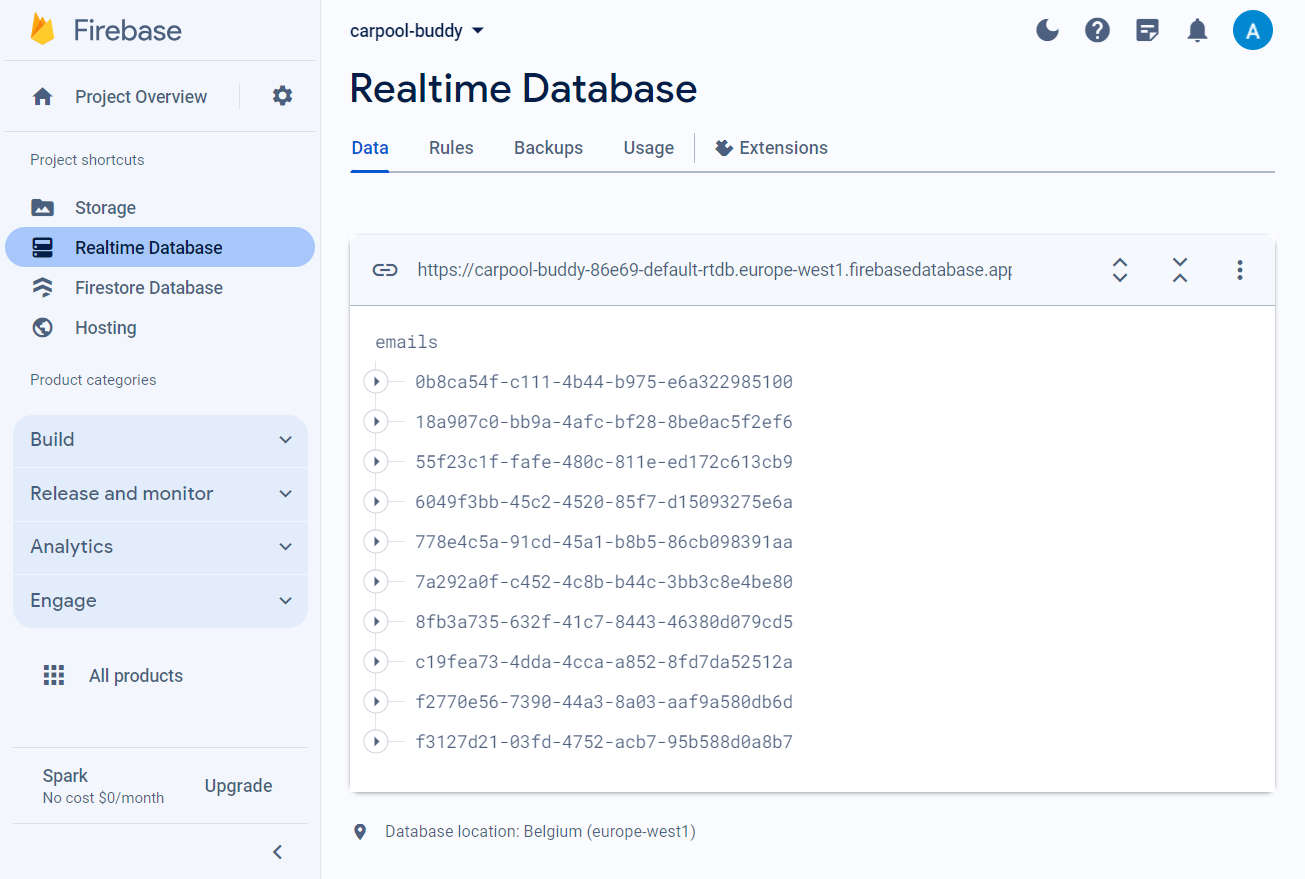 Firebase
Project Overview
Project shortcuts
Storage
Realtime Database
Firestore Database
Hosting
Product categories
Build
Release and monitor
Analytics
Engage
All products
Spark
No cost $0/month
Upgrade
carpool-buddy
A
Realtime Database
Data Rules Backups Usage Extensions
https://carpool-buddy-86e69-default-rtdb.europe-west1.firebasedatabase.app
emails
0b8ca54f-c111-4b44-b975-e6a322985100
18a907c0-bb9a-4afc-bf28-8be0ac5f2ef6
55f23c1f-fafe-480c-811e-ed172c613cb9
6049f3bb-45c2-4520-85f7-d15093275e6a
778e4c5a-91cd-45a1-b8b5-86cb098391aa
7a292a0f-c452-4c8b-b44c-3bb3c8e4be80
8fb3a735-632f-41c7-8443-46380d079cd5
c19fea73-4dda-4cca-a852-8fd7da52512a
f2770e56-7390-44a3-8a03-aaf9a580db6d
f3127d21-03fd-4752-acb7-95b588d0a8b7
Database location: Belgium (europe-west1)